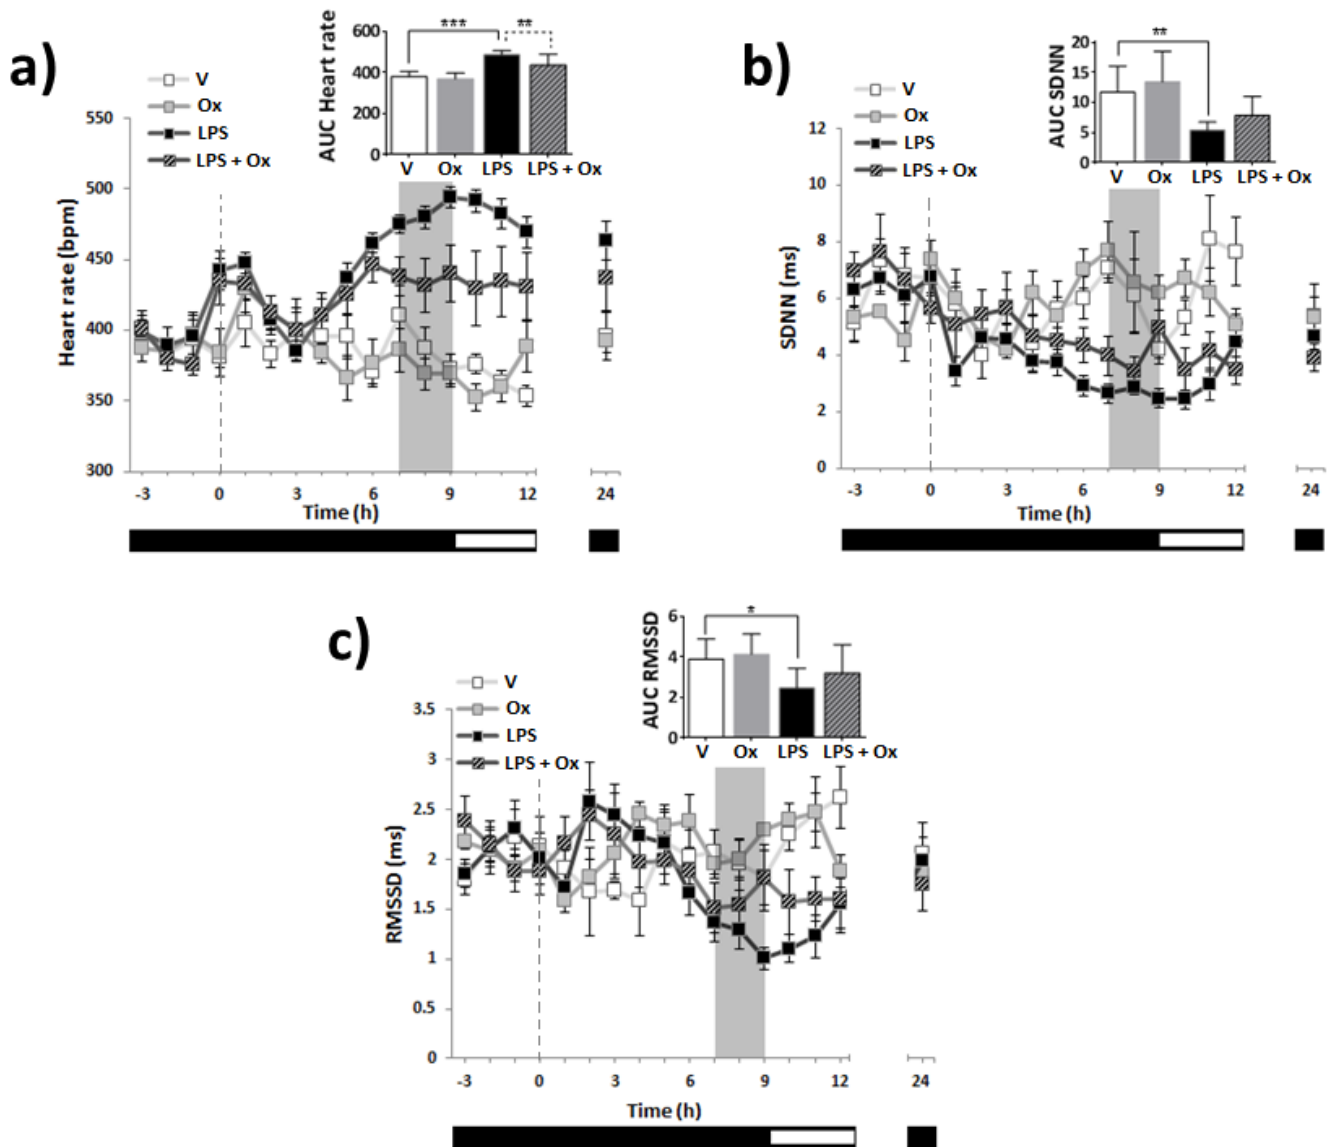 a)
***
**
AUC Heart rate
600
400
200
0
V
Ox
LPS
LPS + Ox
V
Ox
LPS
LPS + Ox
Heart rate (bpm)
550
500
450
400
350
300
-3
0
3
6
9
12
24
Time (h)
b)
**
AUC SDNN
20
15
10
5
0
V
Ox
LPS
LPS + Ox
V
Ox
LPS
LPS + Ox
SDNN (ms)
12
10
8
6
4
2
0
-3
0
3
6
9
12
24
Time (h)
c)
*
AUC RMSSD
6
4
2
0
V
Ox
LPS
LPS + Ox
V
Ox
LPS
LPS + Ox
RMSSD (ms)
3.5
3
2.5
2
1.5
1
0.5
0
-3
0
3
6
9
12
24
Time (h)